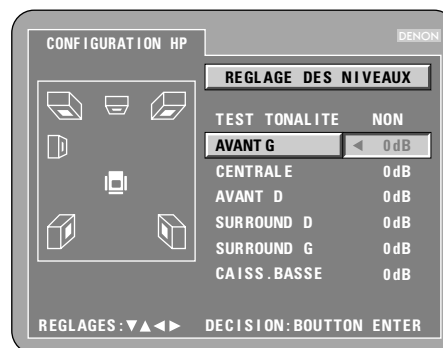 DENON
CONFIGURATION HP
REGLAGE DES NIVEAUX
TEST TONALITE NON
AVANT G ◀ 0dB
CENTRALE 0dB
AVANT D 0dB
SURROUND D 0dB
SURROUND G 0dB
CAISS.BASSE 0dB
REGLAGES:▼▲◀▶ DECISION:BOUTTON ENTER